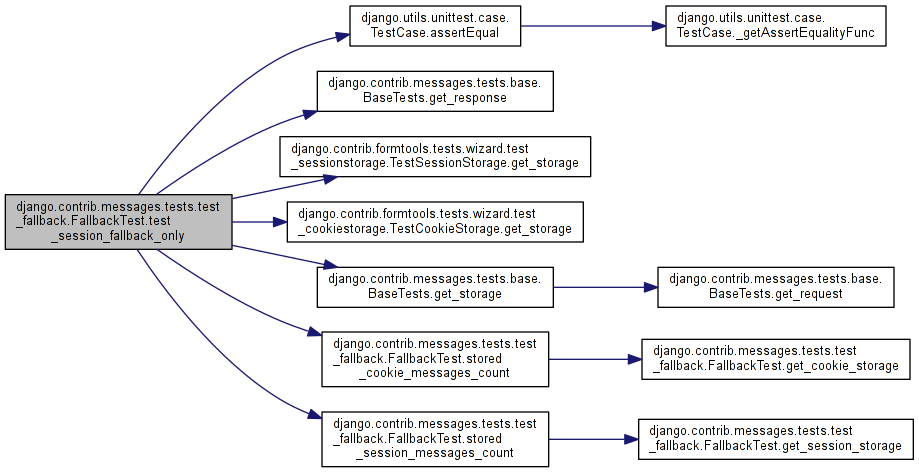 django.utils.unittest.case.
TestCase.assertEqual
django.utils.unittest.case.
TestCase._getAssertEqualityFunc
django.contrib.messages.tests.base.
BaseTests.get_response
django.contrib.formtools.tests.wizard.test
_sessionstorage.TestSessionStorage.get_storage
django.contrib.messages.tests.test
_fallback.FallbackTest.test
_session_fallback_only
django.contrib.formtools.tests.wizard.test
_cookiestorage.TestCookieStorage.get_storage
django.contrib.messages.tests.base.
BaseTests.get_storage
django.contrib.messages.tests.base.
BaseTests.get_request
django.contrib.messages.tests.test
_fallback.FallbackTest.stored
_cookie_messages_count
django.contrib.messages.tests.test
_fallback.FallbackTest.get_cookie_storage
django.contrib.messages.tests.test
_fallback.FallbackTest.stored
_session_messages_count
django.contrib.messages.tests.test
_fallback.FallbackTest.get_session_storage